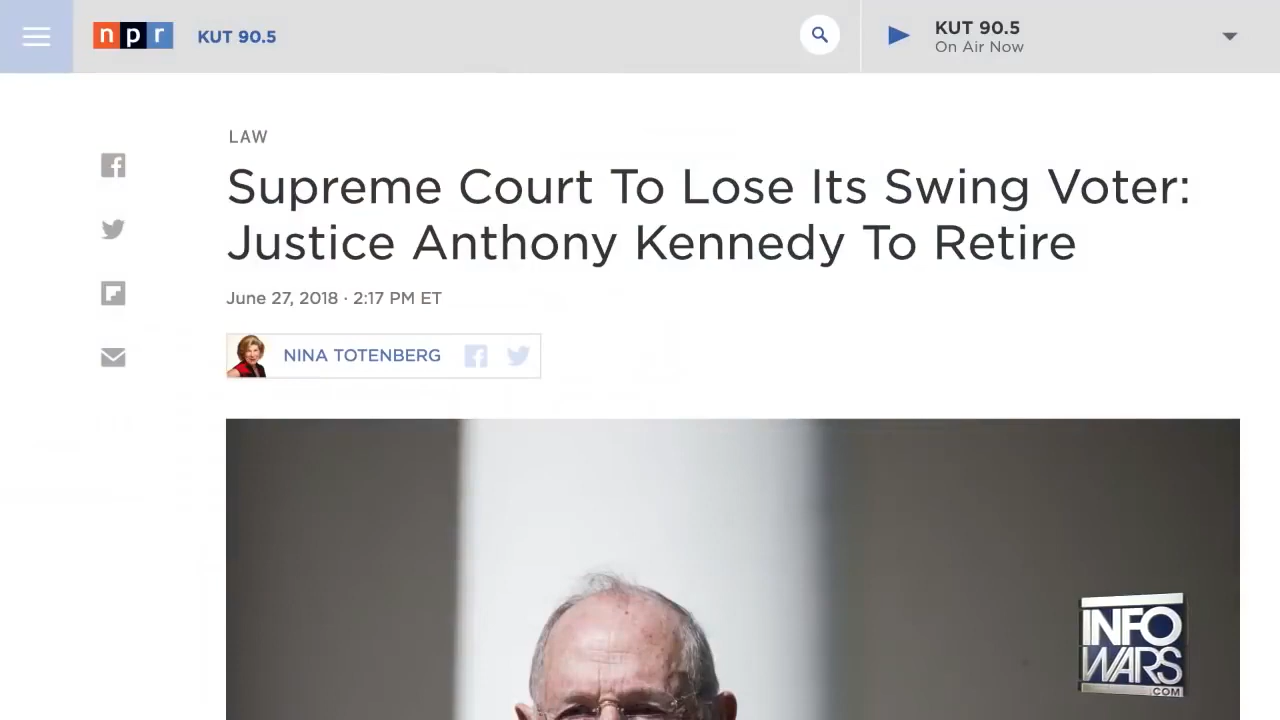 npr
KUT 90.5
KUT 90.5
On Air Now
LAW
Supreme Court To Lose Its Swing Voter:
Justice Anthony Kennedy To Retire
June 27, 2018 · 2:17 PM ET
NINA TOTENBERG
INFO
WARS
.COM